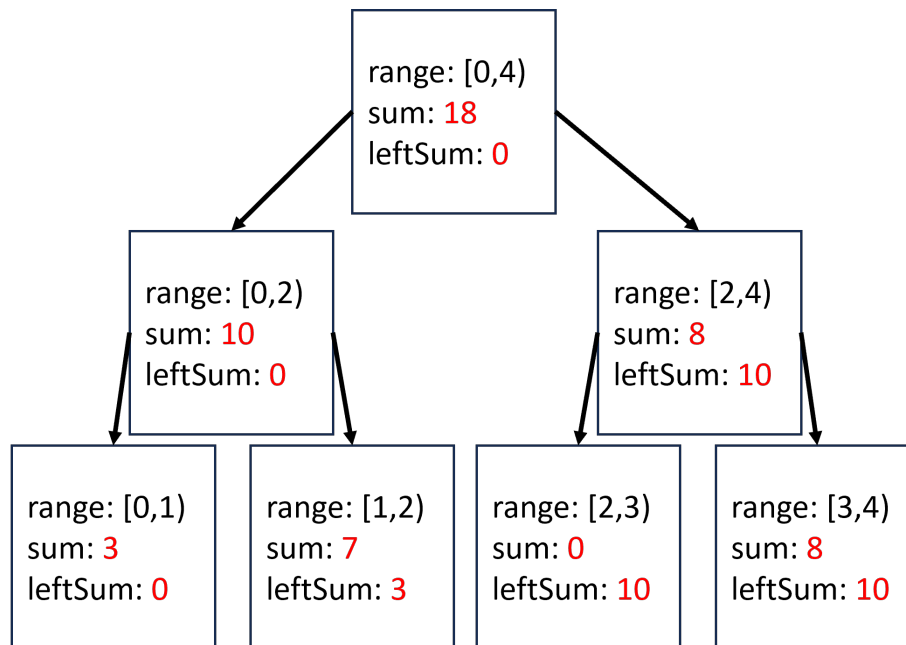 range: [0,4)
sum: 18
leftSum: 0
range: [0,2)
sum: 10
leftSum: 0
range: [2,4)
sum: 8
leftSum: 10
range: [0,1)
sum: 3
leftSum: 0
range: [1,2)
sum: 7
leftSum: 3
range: [2,3)
sum: 0
leftSum: 10
range: [3,4)
sum: 8
leftSum: 10